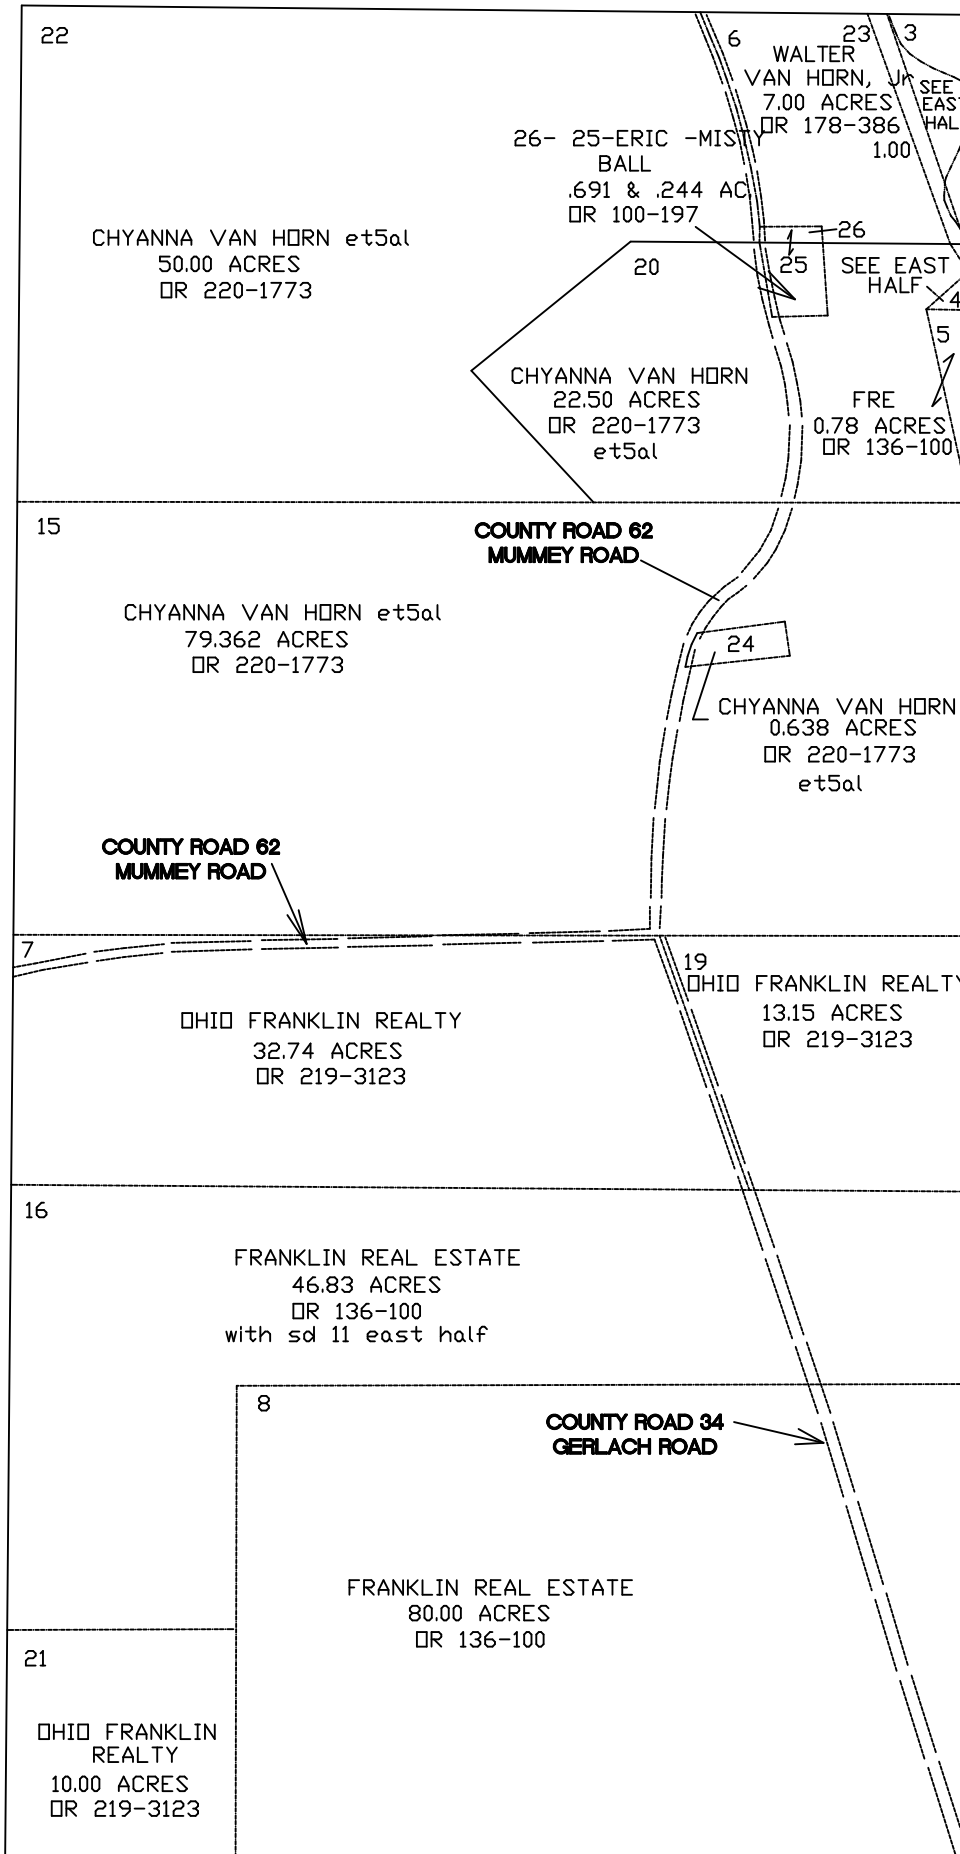 22
6
23
3
WALTER
VAN HORN, Jr
7.00 ACRES
OR 178-386
1.00
SEE
EAST
HAL
26- 25-ERIC -MISTY
BALL
.691 & .244 AC.
OR 100-197
CHYANNA VAN HORN et5al
50.00 ACRES
OR 220-1773
26
20
25
SEE EAST
HALF
4
5
CHYANNA VAN HORN
22.50 ACRES
OR 220-1773
et5al
FRE
0.78 ACRES
OR 136-100
15
COUNTY ROAD 62
MUMMEY ROAD
CHYANNA VAN HORN et5al
79.362 ACRES
OR 220-1773
24
CHYANNA VAN HORN
0.638 ACRES
OR 220-1773
et5al
COUNTY ROAD 62
MUMMEY ROAD
7
19
OHIO FRANKLIN REALTY
13.15 ACRES
OR 219-3123
OHIO FRANKLIN REALTY
32.74 ACRES
OR 219-3123
16
FRANKLIN REAL ESTATE
46.83 ACRES
OR 136-100
with sd 11 east half
8
COUNTY ROAD 34
GERLACH ROAD
FRANKLIN REAL ESTATE
80.00 ACRES
OR 136-100
21
OHIO FRANKLIN
REALTY
10.00 ACRES
OR 219-3123